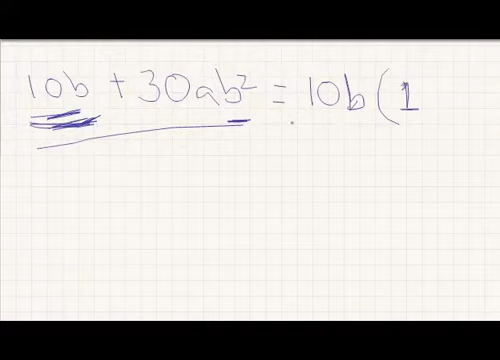 10b + 30ab² = 10b (1